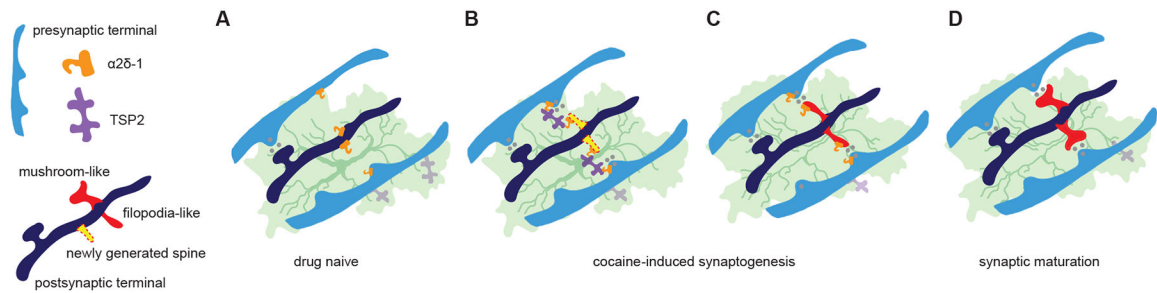 presynaptic terminal
α2δ-1
TSP2
mushroom-like
filopodia-like
newly generated spine
postsynaptic terminal
A
B
C
D
drug naive
cocaine-induced synaptogenesis
synaptic maturation